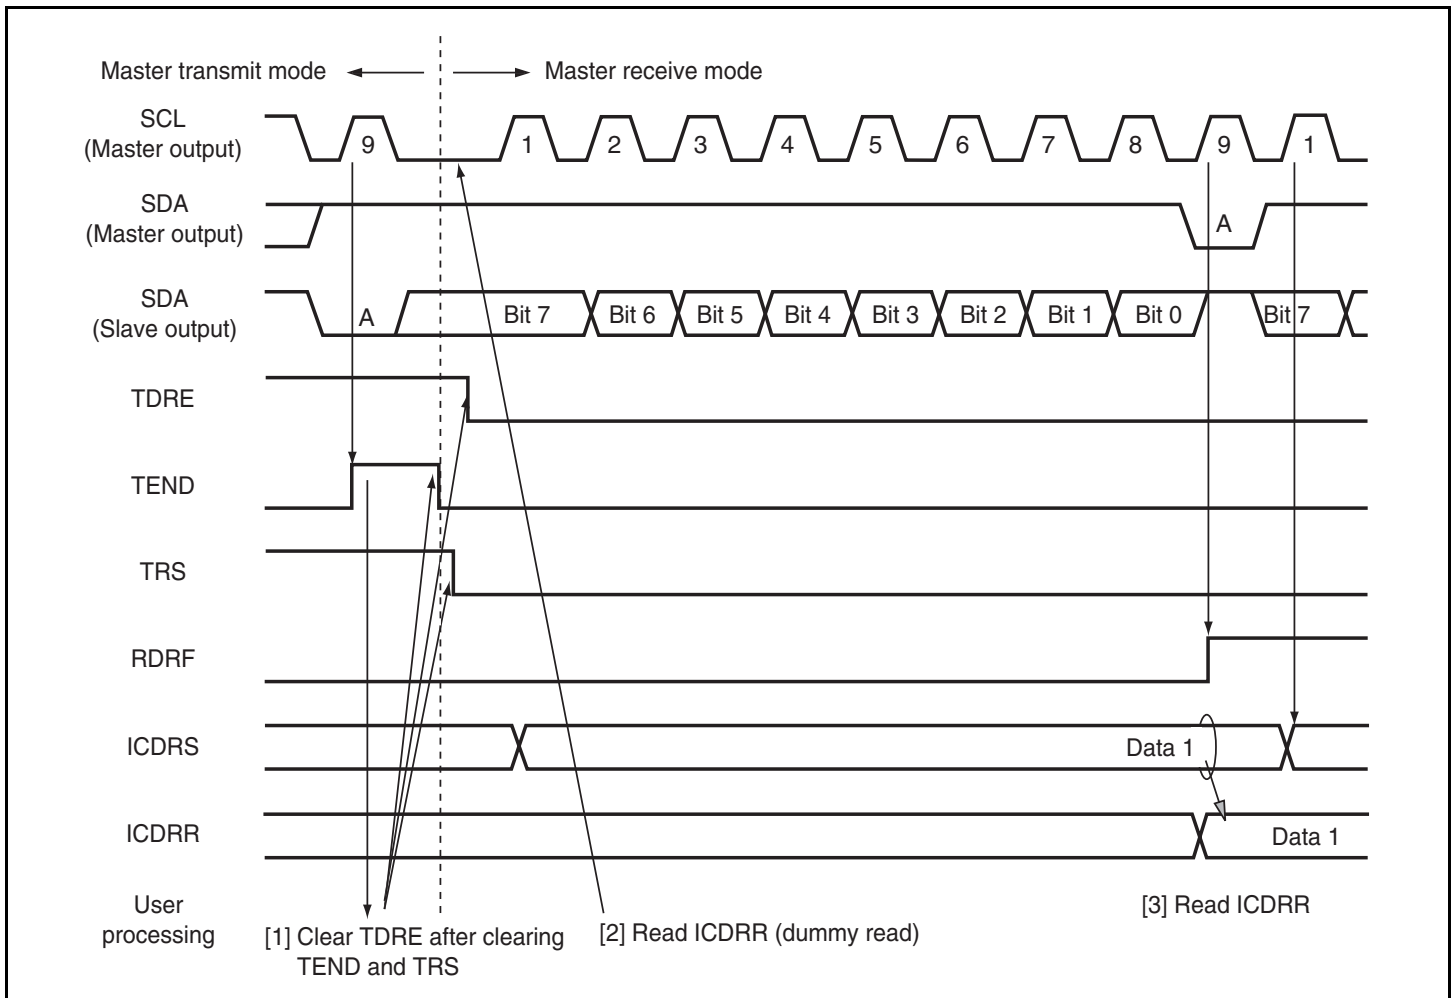 Master transmit mode
Master receive mode
SCL
(Master output)
9
1
2
3
4
5
6
7
8
9
1
SDA
(Master output)
A
SDA
(Slave output)
A
Bit 7
Bit 6
Bit 5
Bit 4
Bit 3
Bit 2
Bit 1
Bit 0
Bit 7
TDRE
TEND
TRS
RDRF
ICDRS
Data 1
ICDRR
Data 1
User
processing
[1] Clear TDRE after clearing
TEND and TRS
[2] Read ICDRR (dummy read)
[3] Read ICDRR